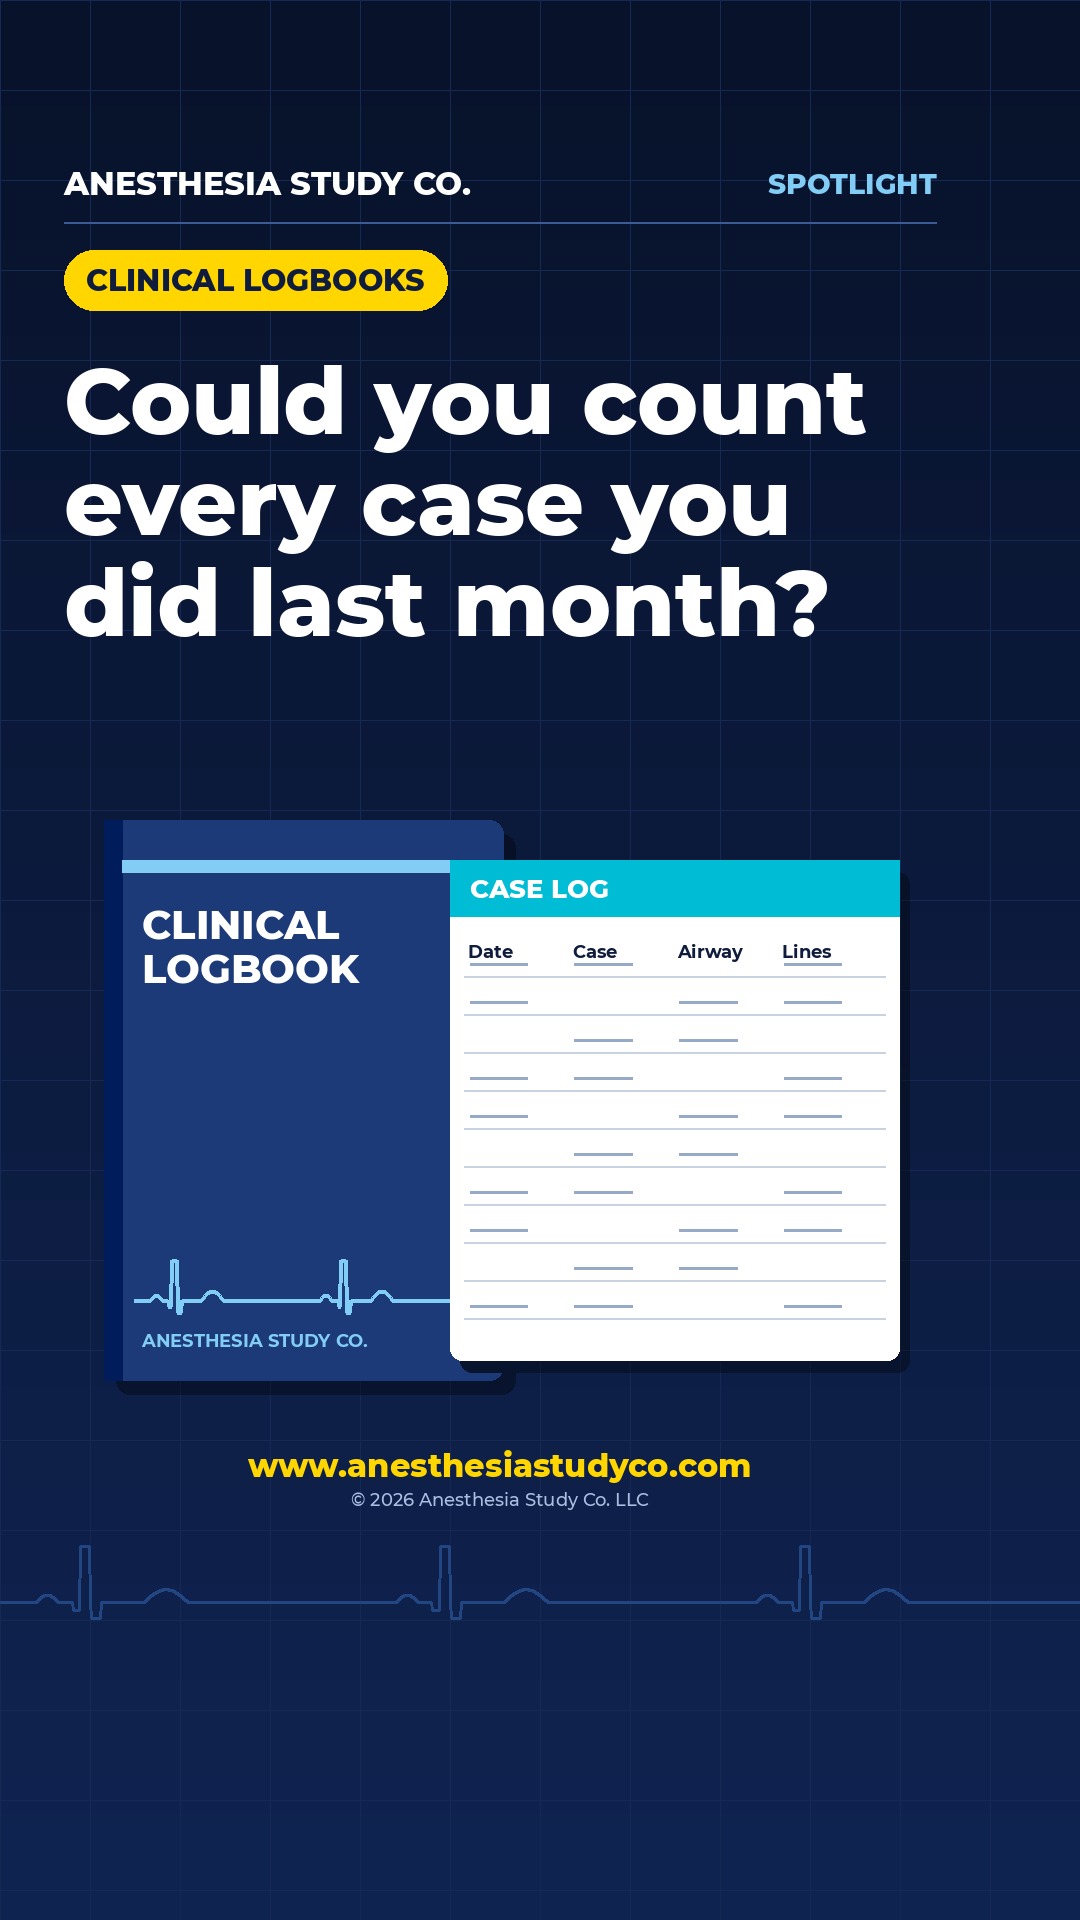 ANESTHESIA STUDY CO.
SPOTLIGHT
CLINICAL LOGBOOKS
Could you count
every case you
did last month?
CLINICAL
LOGBOOK
ANESTHESIA STUDY CO.
CASE LOG
Date Case Airway Lines
www.anesthesiastudyco.com
© 2026 Anesthesia Study Co. LLC